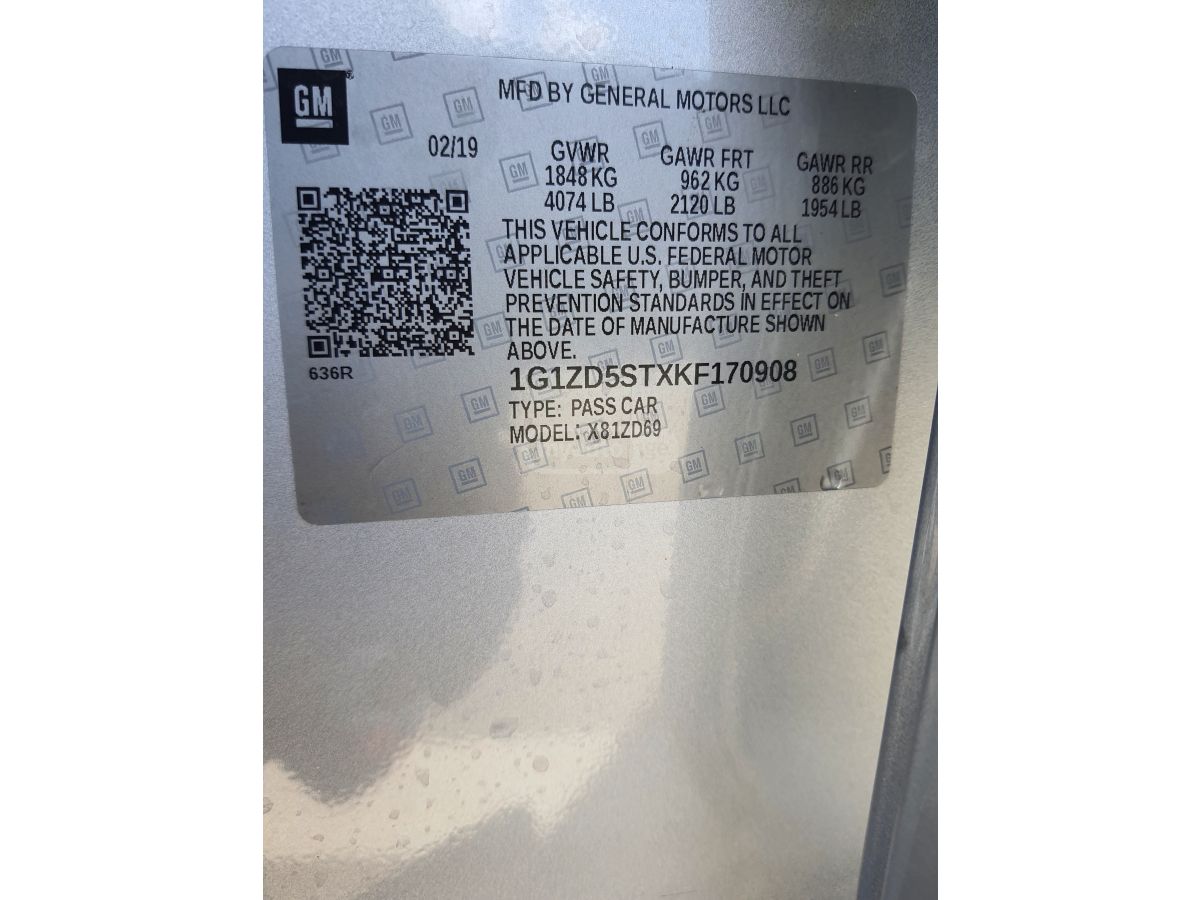 GM
MFD BY GENERAL MOTORS LLC
02/19
GVWR GAWR FRT GAWR RR
1848 KG 962 KG 886 KG
4074 LB 2120 LB 1954 LB
THIS VEHICLE CONFORMS TO ALL
APPLICABLE U.S. FEDERAL MOTOR
VEHICLE SAFETY, BUMPER, AND THEFT
PREVENTION STANDARDS IN EFFECT ON
THE DATE OF MANUFACTURE SHOWN
ABOVE.
636R
1G1ZD5STXKF170908
TYPE: PASS CAR
MODEL: X81ZD69